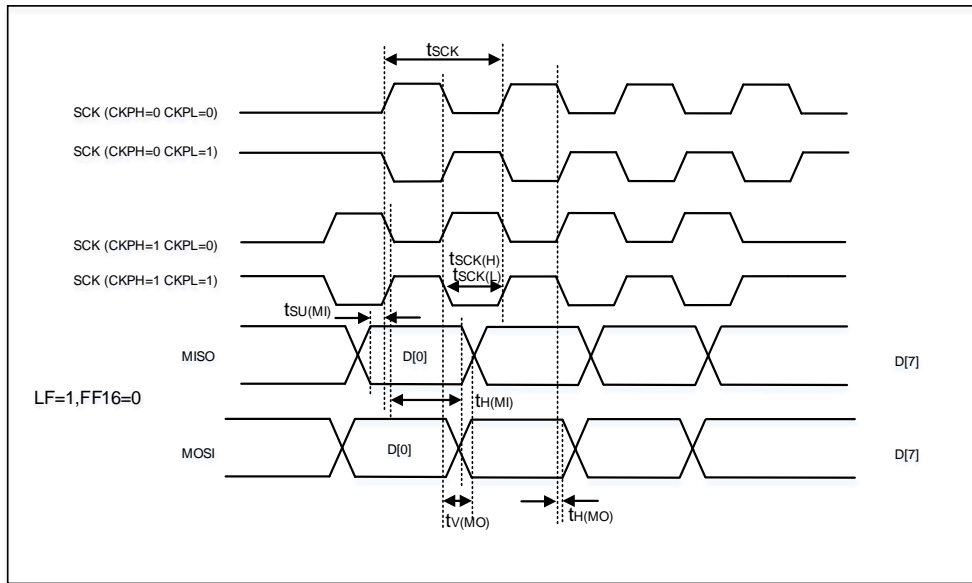 tSCK
SCK (CKPH=0 CKPL=0)
SCK (CKPH=0 CKPL=1)
SCK (CKPH=1 CKPL=0)
tSCK(H)
SCK (CKPH=1 CKPL=1)
tSCK(L)
tSU(MI)
MISO
D[0]
D[7]
LF=1,FF16=0
tH(MI)
MOSI
D[0]
D[7]
tV(MO)
tH(MO)